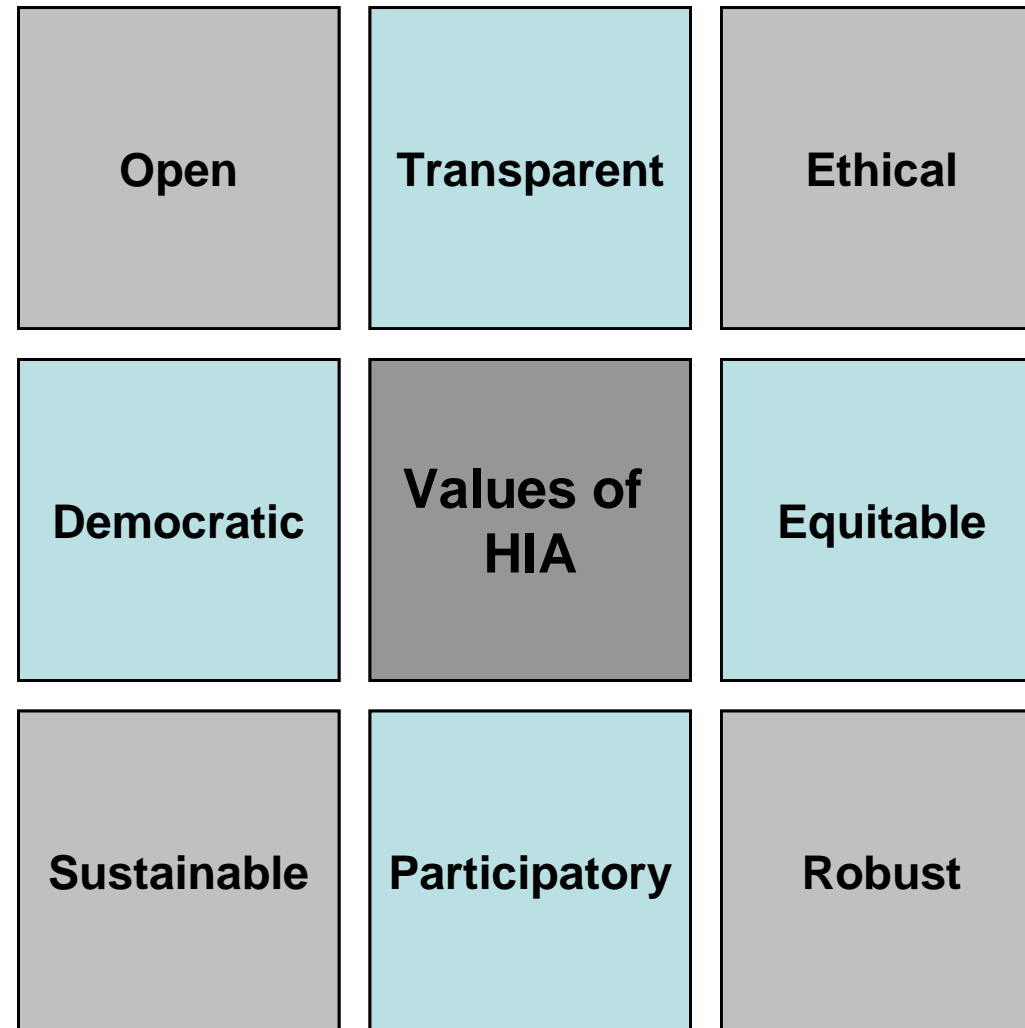 Open
Transparent
Ethical
Democratic
Values of
HIA
Equitable
Sustainable
Participatory
Robust